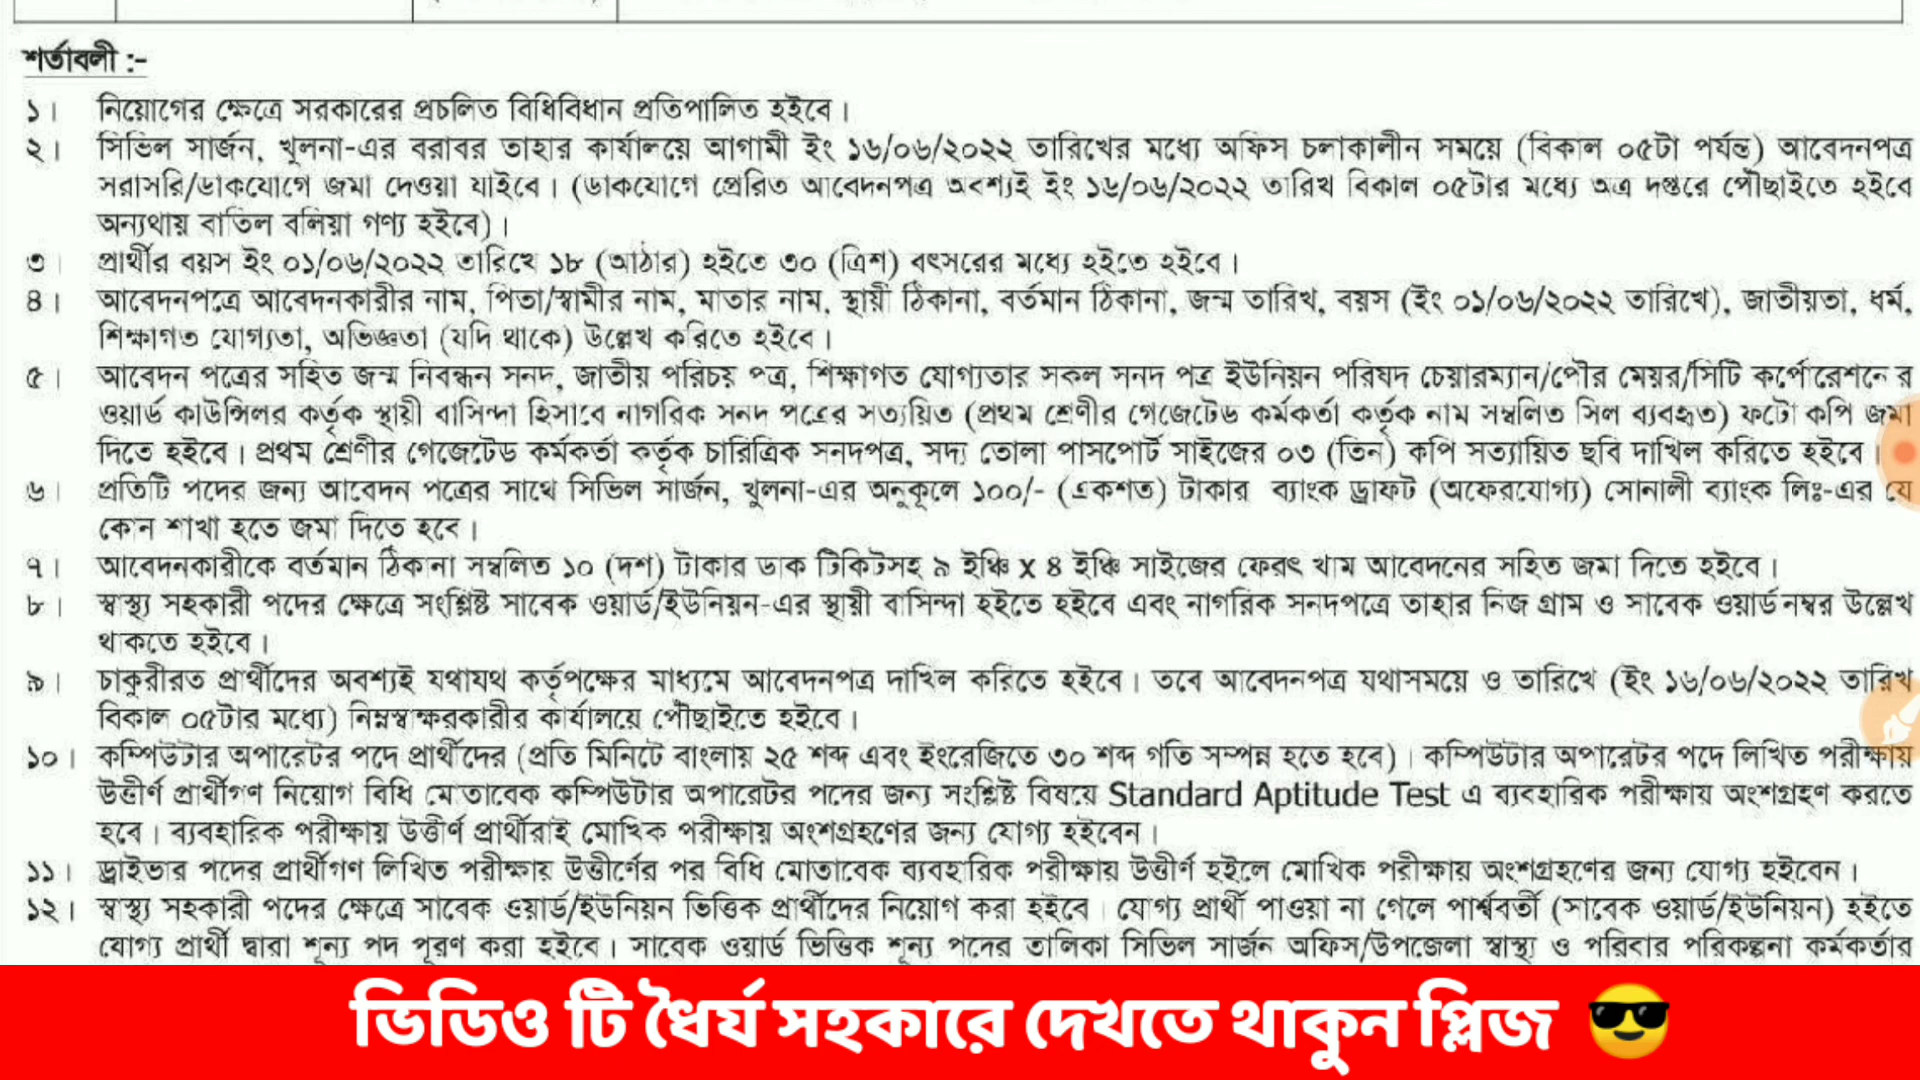 শর্তাবলী :-
১। নিয়োগের ক্ষেত্রে সরকারের প্রচলিত বিধিবিধান প্রতিপালিত হইবে।
২। সিভিল সার্জন, খুলনা-এর বরাবর তাহার কার্যালয়ে আগামী ইং ১৬/০৬/২০২২ তারিখের মধ্যে অফিস চলাকালীন সময়ে (বিকাল ০৫টা পর্যন্ত) আবেদনপত্র
সরাসরি/ডাকযোগে জমা দেওয়া যাইবে। (ডাকযোগে প্রেরিত আবেদনপত্র অবশ্যই ইং ১৬/০৬/২০২২ তারিখ বিকাল ০৫টার মধ্যে অত্র দপ্তরে পৌঁছাইতে হইবে
অন্যথায় বাতিল বলিয়া গণ্য হইবে)।
৩। প্রার্থীর বয়স ইং ০১/০৬/২০২২ তারিখে ১৮ (আঠার) হইতে ৩০ (ত্রিশ) বৎসরের মধ্যে হইতে হইবে।
৪। আবেদনপত্রে আবেদনকারীর নাম, পিতা/স্বামীর নাম, মাতার নাম, স্থায়ী ঠিকানা, বর্তমান ঠিকানা, জন্ম তারিখ, বয়স (ইং ০১/০৬/২০২২ তারিখে), জাতীয়তা, ধর্ম,
শিক্ষাগত যোগ্যতা, অভিজ্ঞতা (যদি থাকে) উল্লেখ করিতে হইবে।
৫। আবেদন পত্রের সহিত জন্ম নিবন্ধন সনদ, জাতীয় পরিচয় পত্র, শিক্ষাগত যোগ্যতার সকল সনদ পত্র ইউনিয়ন পরিষদ চেয়ারম্যান/পৌর মেয়র/সিটি কর্পোরেশনে র
ওয়ার্ড কাউন্সিলর কর্তৃক স্থায়ী বাসিন্দা হিসাবে নাগরিক সনদ পত্রের সত্যয়িত (প্রথম শ্রেণীর গেজেটেড কর্মকর্তা কর্তৃক নাম সম্বলিত সিল ব্যবহৃত) ফটো কপি জমা
দিতে হইবে। প্রথম শ্রেণীর গেজেটেড কর্মকর্তা কর্তৃক চারিত্রিক সনদপত্র, সদ্য তোলা পাসপোর্ট সাইজের ০৩ (তিন) কপি সত্যায়িত ছবি দাখিল করিতে হইবে।
৬। প্রতিটি পদের জন্য আবেদন পত্রের সাথে সিভিল সার্জন, খুলনা-এর অনুকূলে ১০০/- (একশত) টাকার ব্যাংক ড্রাফট (অফেরযোগ্য) সোনালী ব্যাংক লিঃ-এর যে
কোন শাখা হতে জমা দিতে হবে।
৭। আবেদনকারীকে বর্তমান ঠিকানা সম্বলিত ১০ (দশ) টাকার ডাক টিকিটসহ ৯ ইঞ্চি x ৪ ইঞ্চি সাইজের ফেরৎ খাম আবেদনের সহিত জমা দিতে হইবে।
৮। স্বাস্থ্য সহকারী পদের ক্ষেত্রে সংশ্লিষ্ট সাবেক ওয়ার্ড/ইউনিয়ন-এর স্থায়ী বাসিন্দা হইতে হইবে এবং নাগরিক সনদপত্রে তাহার নিজ গ্রাম ও সাবেক ওয়ার্ড নম্বর উল্লেখ
থাকতে হইবে।
৯। চাকুরীরত প্রার্থীদের অবশ্যই যথাযথ কর্তৃপক্ষের মাধ্যমে আবেদনপত্র দাখিল করিতে হইবে। তবে আবেদনপত্র যথাসময়ে ও তারিখে (ইং ১৬/০৬/২০২২ তারিখ
বিকাল ০৫টার মধ্যে) নিম্নস্বাক্ষরকারীর কার্যালয়ে পৌঁছাইতে হইবে।
১০। কম্পিউটার অপারেটর পদে প্রার্থীদের (প্রতি মিনিটে বাংলায় ২৫ শব্দ এবং ইংরেজিতে ৩০ শব্দ গতি সম্পন্ন হতে হবে)। কম্পিউটার অপারেটর পদে লিখিত পরীক্ষায়
উত্তীর্ণ প্রার্থীগণ নিয়োগ বিধি মোতাবেক কম্পিউটার অপারেটর পদের জন্য সংশ্লিষ্ট বিষয়ে Standard Aptitude Test এ ব্যবহারিক পরীক্ষায় অংশগ্রহণ করতে
হবে। ব্যবহারিক পরীক্ষায় উত্তীর্ণ প্রার্থীরাই মোখিক পরীক্ষায় অংশগ্রহণের জন্য যোগ্য হইবেন।
১১। ড্রাইভার পদের প্রার্থীগণ লিখিত পরীক্ষায় উত্তীর্ণের পর বিধি মোতাবেক ব্যবহারিক পরীক্ষায় উত্তীর্ণ হইলে মোখিক পরীক্ষায় অংশগ্রহণের জন্য যোগ্য হইবেন।
১২। স্বাস্থ্য সহকারী পদের ক্ষেত্রে সাবেক ওয়ার্ড/ইউনিয়ন ভিত্তিক প্রার্থীদের নিয়োগ করা হইবে। যোগ্য প্রার্থী পাওয়া না গেলে পার্শ্ববর্তী (সাবেক ওয়ার্ড/ইউনিয়ন) হইতে
যোগ্য প্রার্থী দ্বারা শূন্য পদ পূরণ করা হইবে। সাবেক ওয়ার্ড ভিত্তিক শূন্য পদের তালিকা সিভিল সার্জন অফিস/উপজেলা স্বাস্থ্য ও পরিবার পরিকল্পনা কর্মকর্তার
ভিডিও টি ধৈর্য সহকারে দেখতে থাকুন প্লিজ 😎